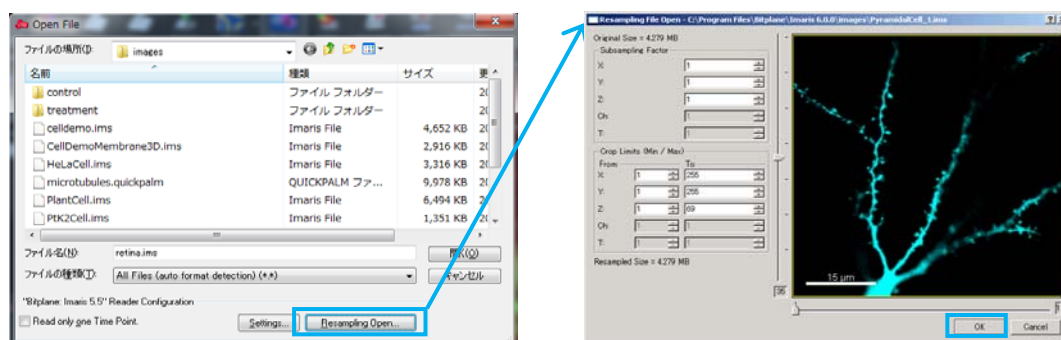 Open File
ファイルの場所(I): images
名前 種類 サイズ 更
control ファイル フォルダー 20
treatment ファイル フォルダー 20
celldemo.ims Imaris File 4,652 KB 20
CellDemoMembrane3D.ims Imaris File 2,916 KB 20
HeLaCell.ims Imaris File 3,316 KB 20
microtubules.quickpalm QUICKPALM ファ... 9,978 KB 20
PlantCell.ims Imaris File 6,494 KB 20
PtK2Cell.ims Imaris File 1,351 KB 20
ファイル名(N): retina.ims 開く(O)
ファイルの種類(T): All Files (auto format detection) (*.*) キャンセル
"Bitplane: Imaris 5.5" Reader Configuration
Read only one Time Point. Settings... Resampling Open...
Resampling File Open - C:\Program Files\Bitplane\Imaris 6.0.0\images\PyramidalCell_1.ims
Original Size = 4.279 MB
Subsampling Factor
X: 1
Y: 1
Z: 1
Ch: 1
T: 1
Crop Limits (Min / Max)
From To
X: 1 255
Y: 1 255
Z: 1 69
Ch: 1 1
T: 1 1
Resampled Size = 4.279 MB
15 µm
OK Cancel